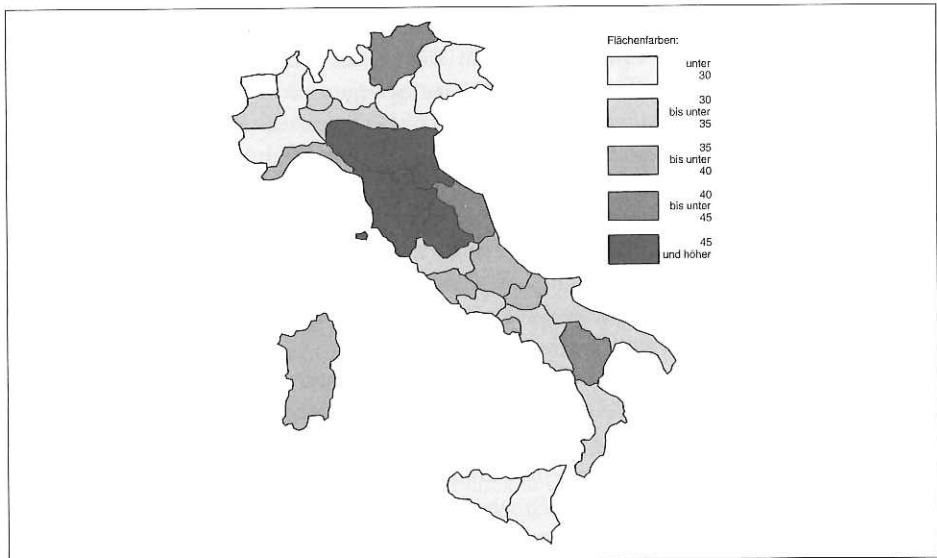 Flächenfarben:
unter
30
30
bis unter
35
35
bis unter
40
40
bis unter
45
45
und höher